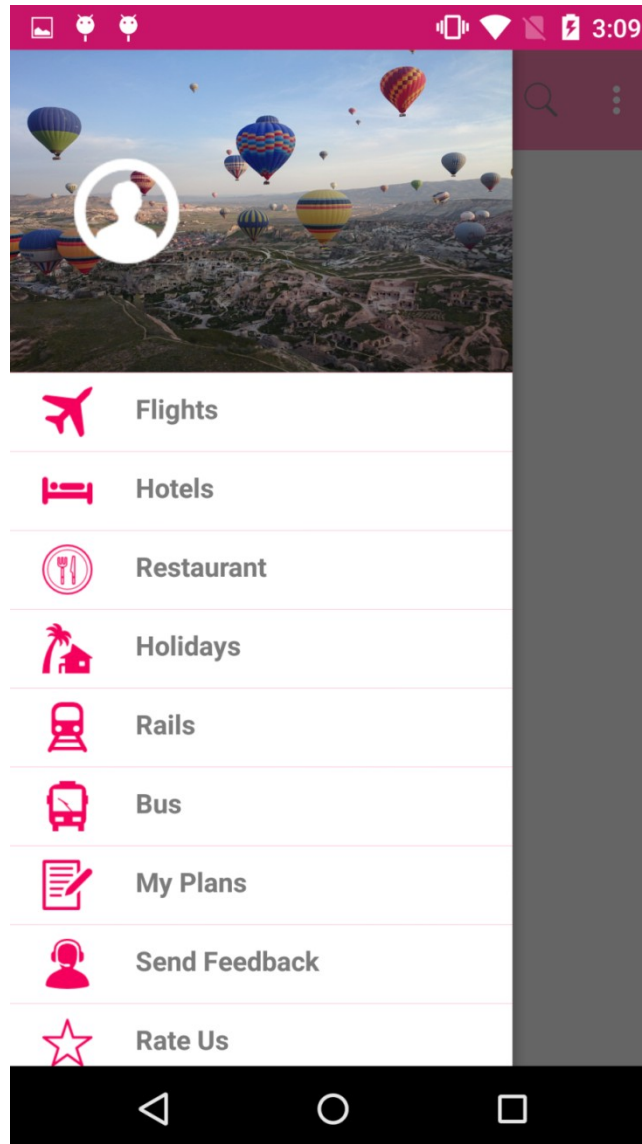 3:09
Flights
Hotels
Restaurant
Holidays
Rails
Bus
My Plans
Send Feedback
Rate Us